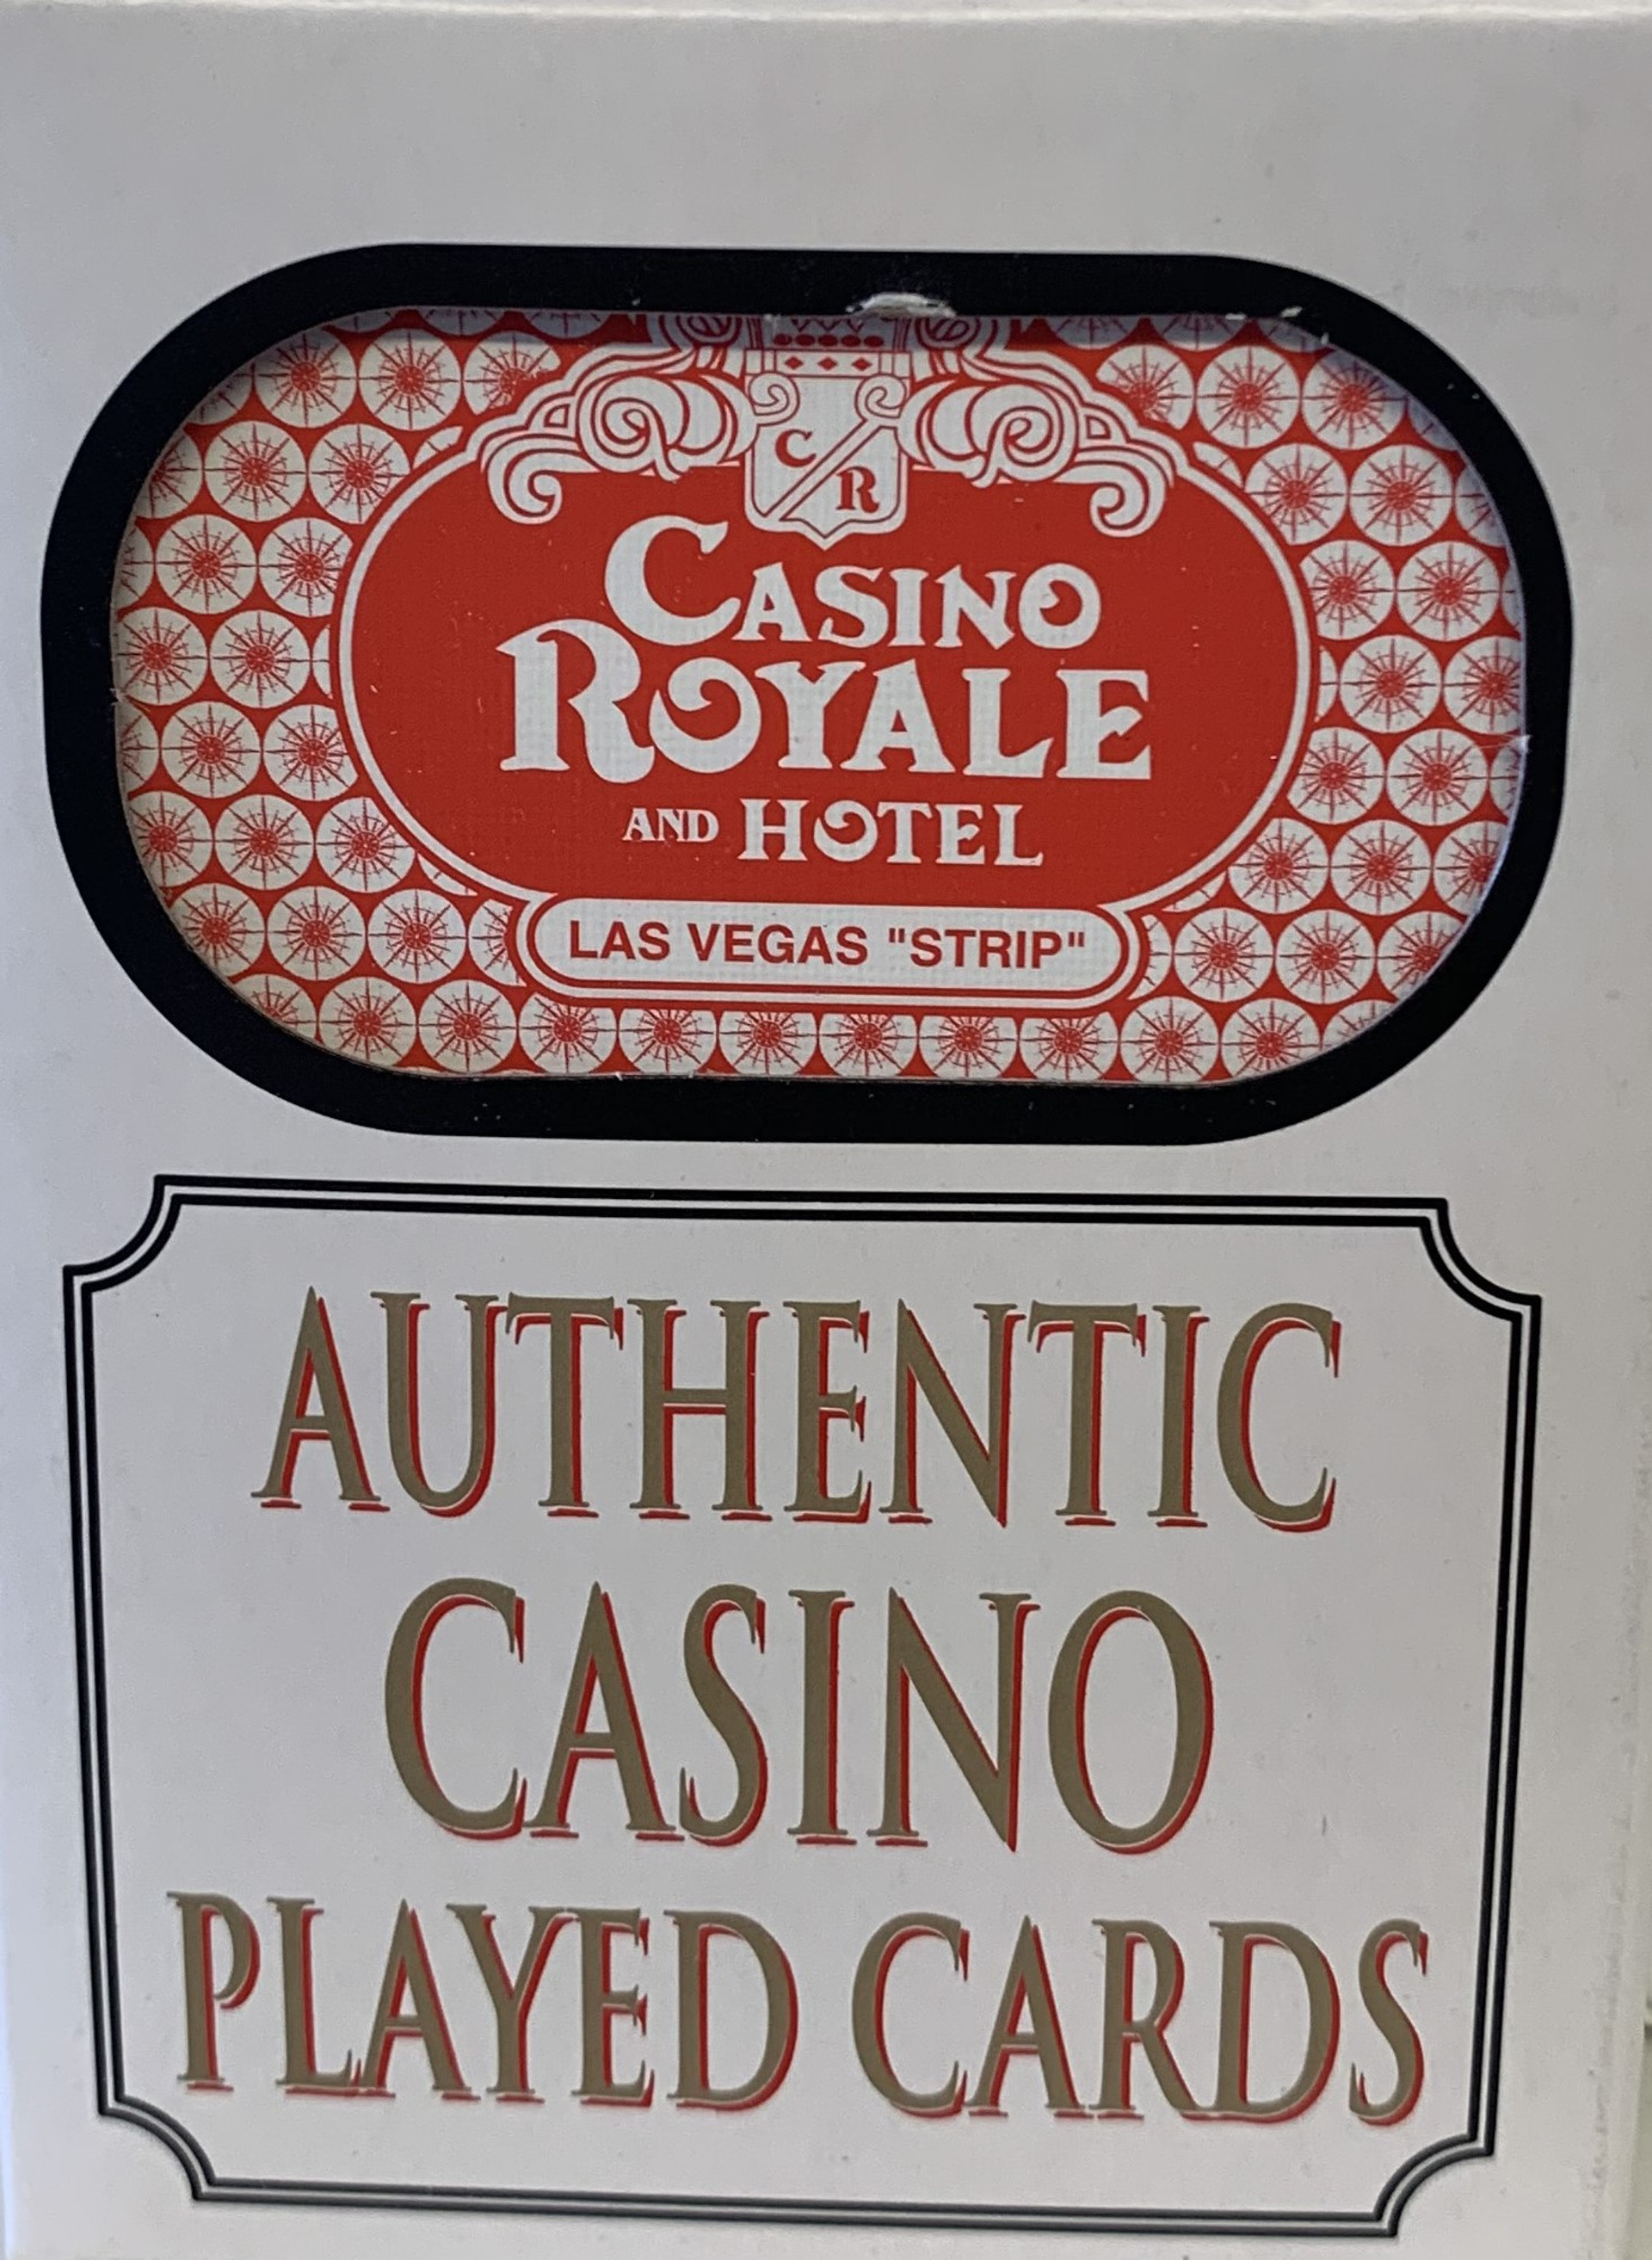 C R
CASINO
ROYALE
AND HOTEL
LAS VEGAS "STRIP"
AUTHENTIC
CASINO
PLAYED CARDS